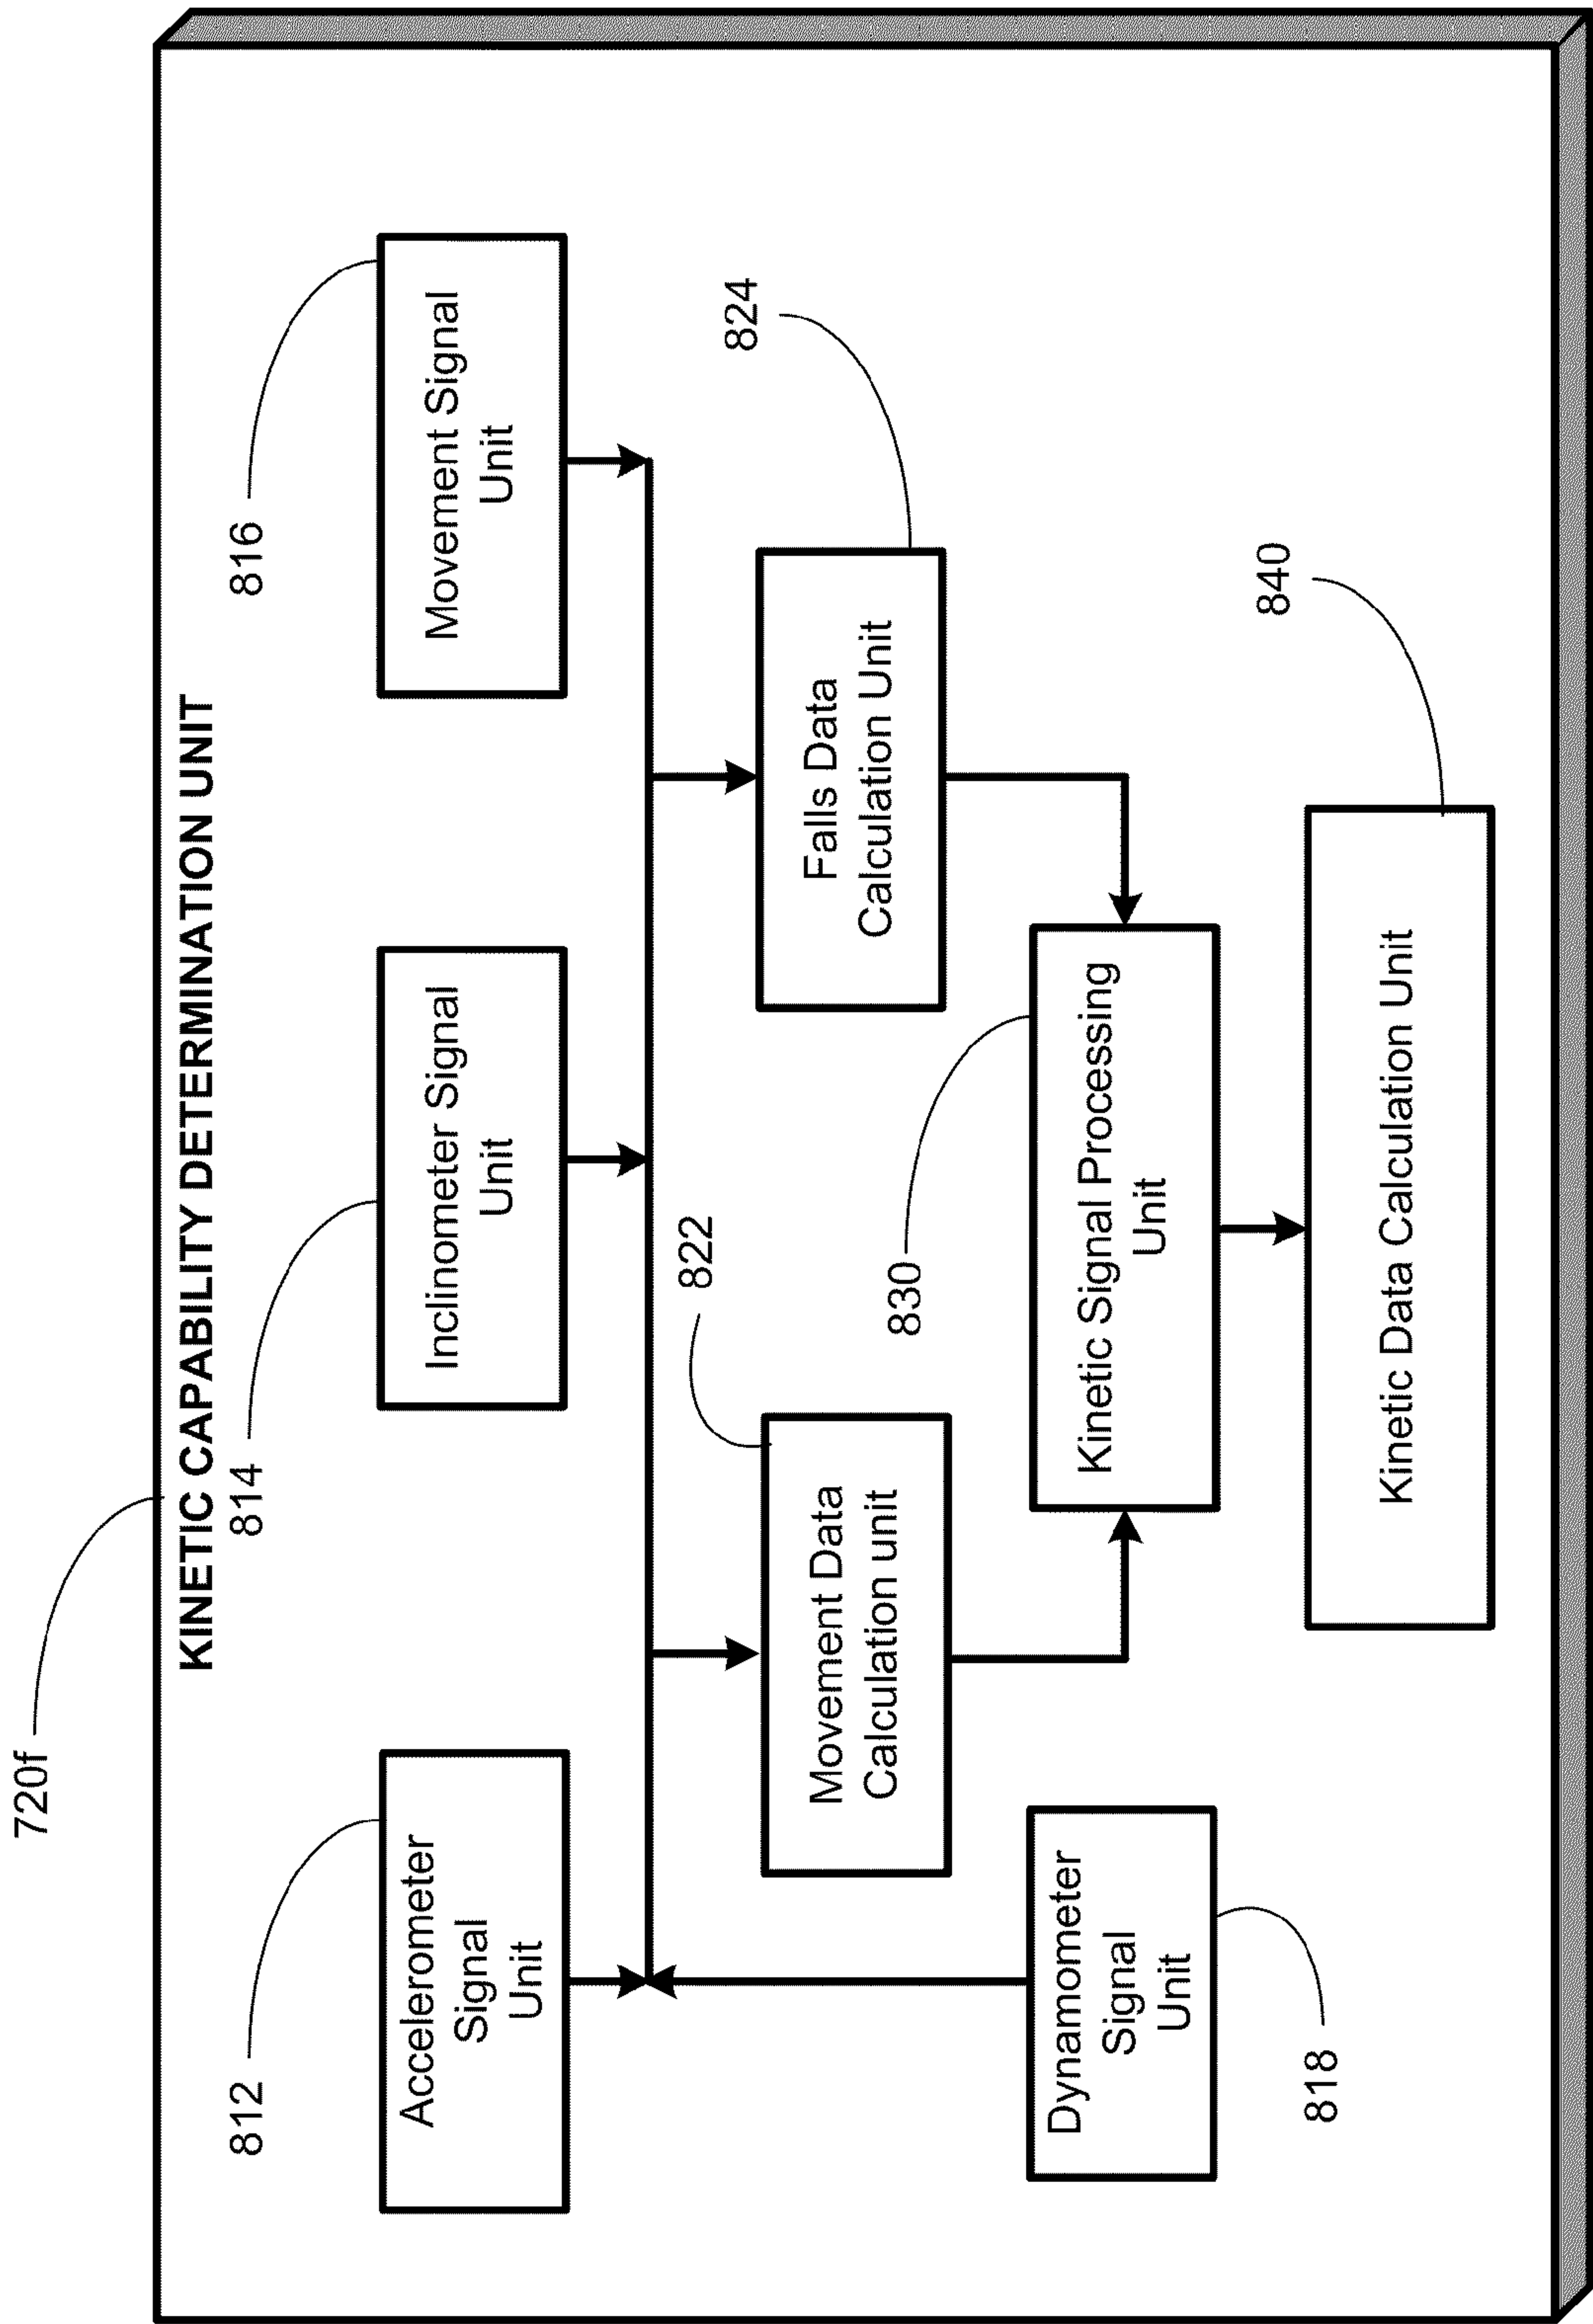 720f
KINETIC CAPABILITY DETERMINATION UNIT
812
814
816
Accelerometer
Signal
Unit
Inclinometer Signal
Unit
Movement Signal
Unit
822
824
Movement Data
Calculation unit
Falls Data
Calculation Unit
830
Dynamometer
Signal
Unit
Kinetic Signal Processing
Unit
818
840
Kinetic Data Calculation Unit